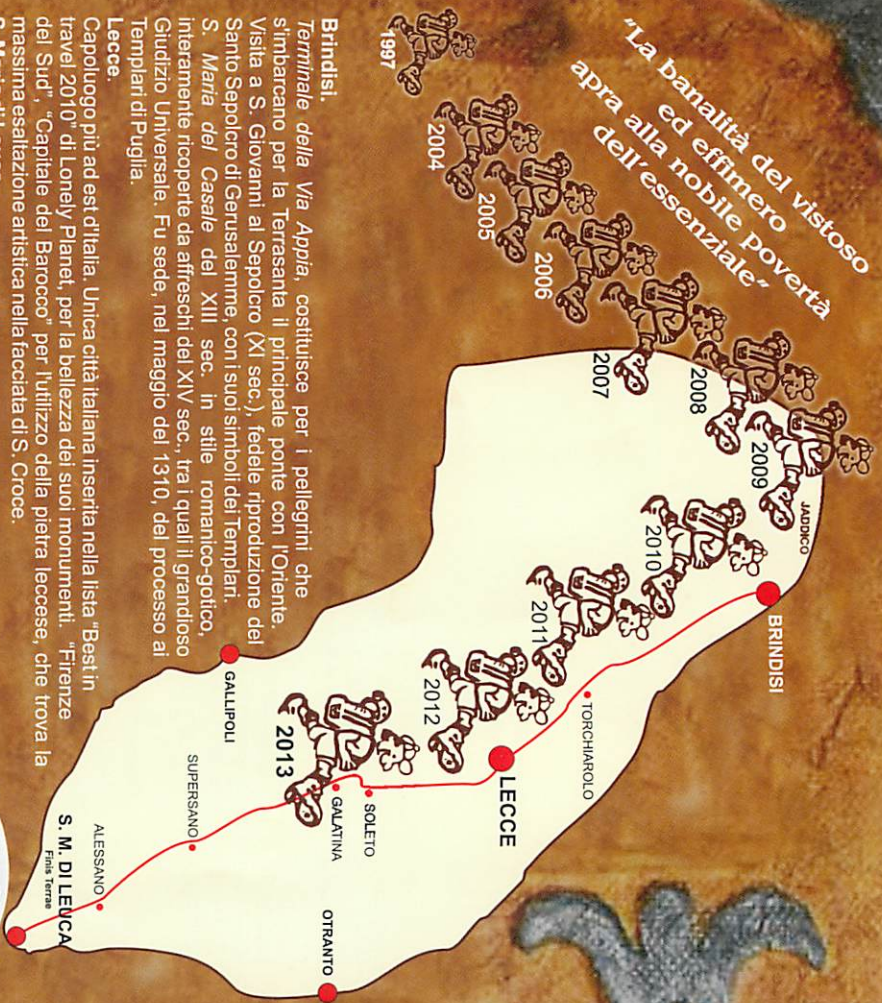 "La banalità del vistoso
ed effimero
apra alla nobile povertà
dell'essenziale"
1997
2004
2005
2006
2007
2008
2009
2010
2011
2012
2013
JADDICO
BRINDISI
TORCHIAROLO
LECCE
SOLETO
GALATINA
GALLIPOLI
SUPERSANO
OTRANTO
ALESSANO
S. M. DI LEUCA
Finis Terrae
Brindisi.
Terminale della Via Appia, costituisce per i pellegrini che
s'imbarcano per la Terrasanta il principale ponte con l'Oriente.
Visita a S. Giovanni al Sepolcro (XI sec.), fedele riproduzione del
Santo Sepolcro di Gerusalemme, con i suoi simboli dei Templari.
S. Maria del Casale del XIII sec. in stile romanico-gotico,
interamente ricoperte da affreschi del XIV sec., tra i quali il grandioso
Giudizio Universale. Fu sede, nel maggio del 1310, del processo ai
Templari di Puglia.
Lecce.
Capoluogo più ad est d'Italia, Unica città Italiana inserita nella lista "Best in
travel 2010" di Lonely Planet, per la bellezza dei suoi monumenti. "Firenze
del Sud", "Capitale del Barocco" per l'utilizzo della pietra leccese, che trova la
massima esaltazione artistica nella facciata di S. Croce.